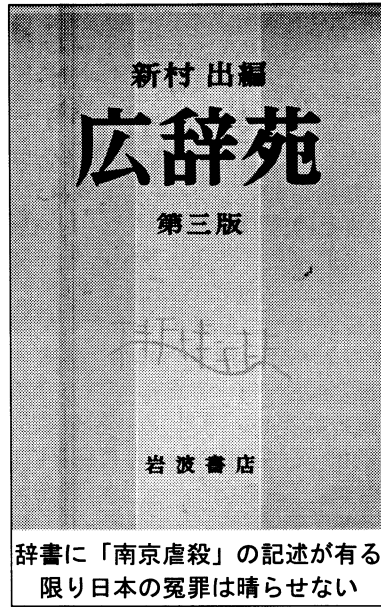 新村 出編
広辞苑
第三版
岩波書店
辞書に「南京虐殺」の記述が有る
限り日本の冤罪は晴らせない